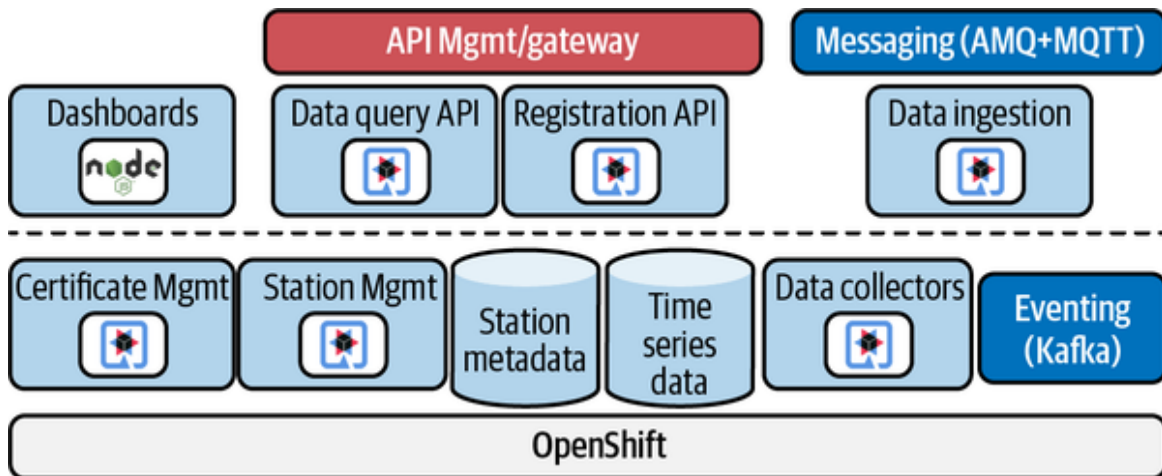 API Mgmt/gateway
Messaging (AMQ+MQTT)
Dashboards
node
JS
Data query API
Registration API
Data ingestion
Certificate Mgmt
Station Mgmt
Station
metadata
Time
series
data
Data collectors
Eventing
(Kafka)
OpenShift